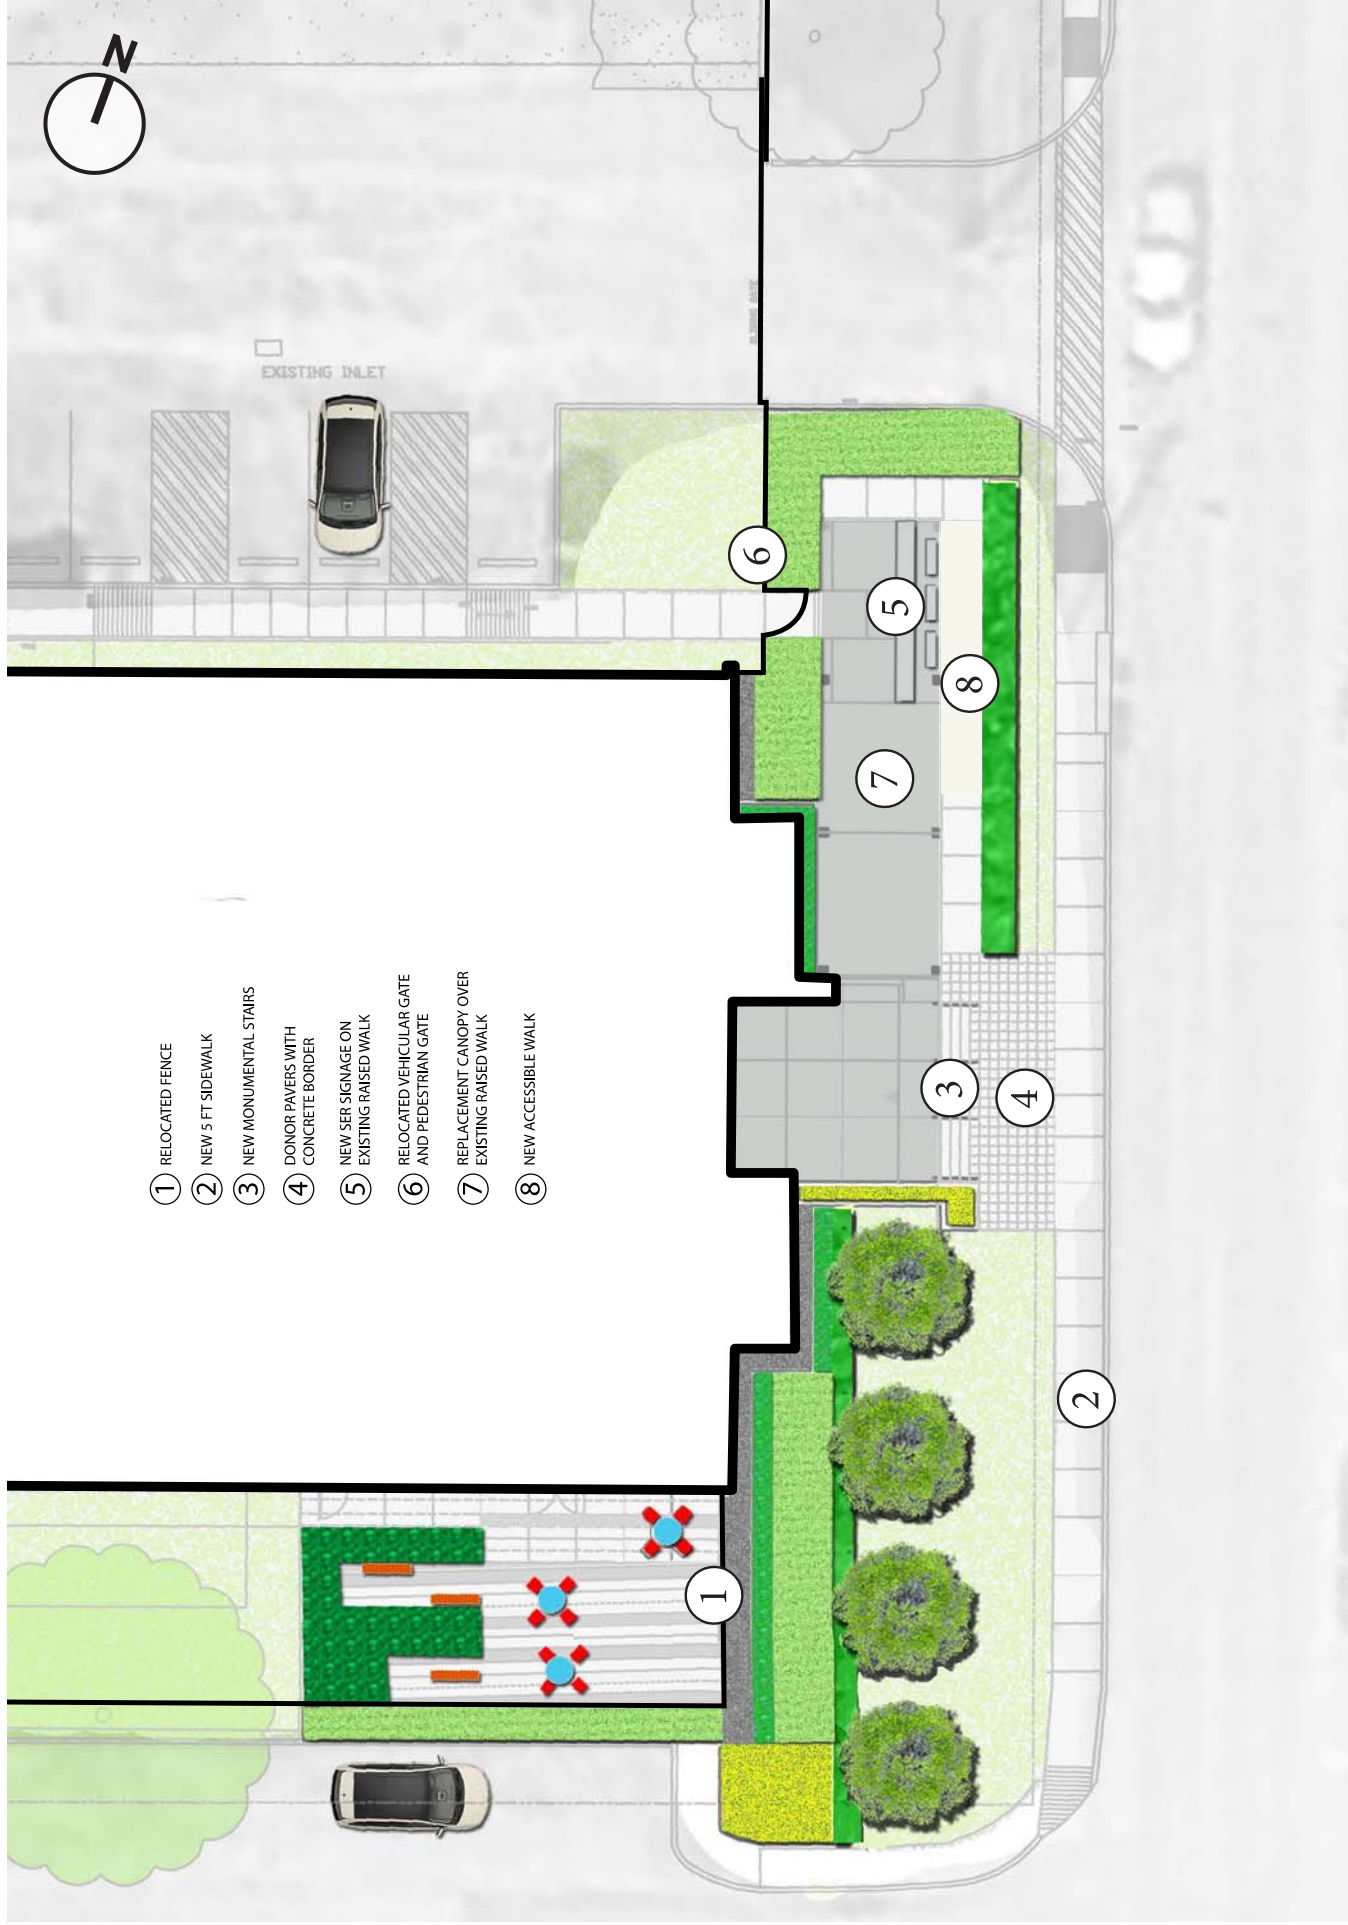 N
EXISTING INLET
1 RELOCATED FENCE
2 NEW 5 FT SIDEWALK
3 NEW MONUMENTAL STAIRS
4 DONOR PAVERS WITH
CONCRETE BORDER
5 NEW SER SIGNAGE ON
EXISTING RAISED WALK
6 RELOCATED VEHICULAR GATE
AND PEDESTRIAN GATE
7 REPLACEMENT CANOPY OVER
EXISTING RAISED WALK
8 NEW ACCESSIBLE WALK
6
5
8
7
3
4
2
1